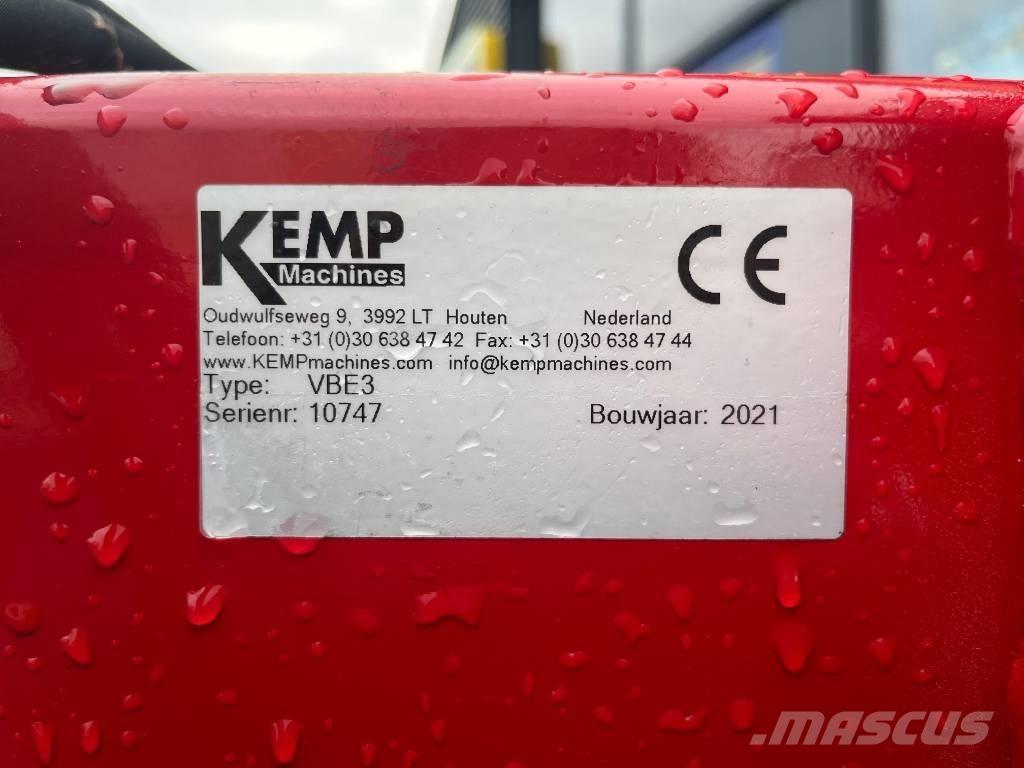 KEMP
Machines
CE
Oudwulfseweg 9, 3992 LT Houten Nederland
Telefoon: +31 (0)30 638 47 42 Fax: +31 (0)30 638 47 44
www.KEMPmachines.com info@kempmachines.com
Type: VBE3
Serienr: 10747 Bouwjaar: 2021
MASCUS